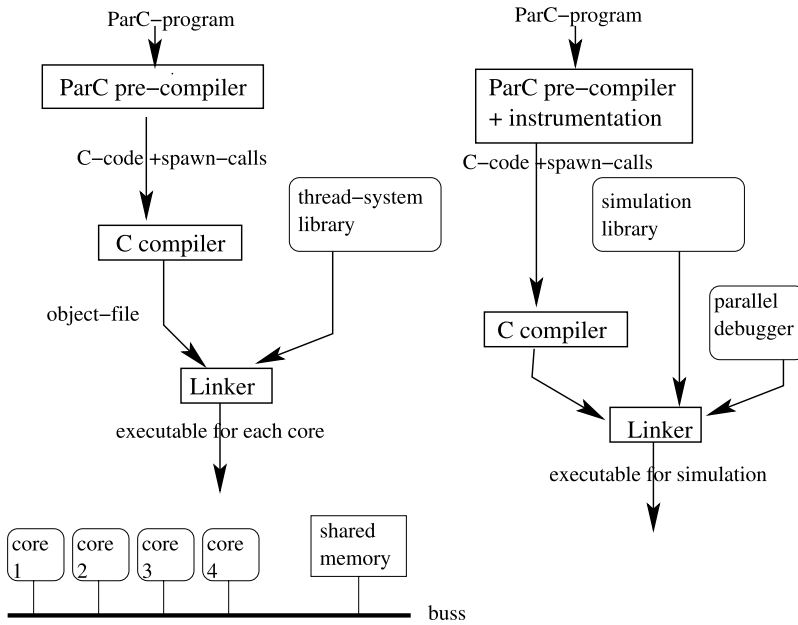 ParC-program
ParC pre-compiler
C-code +spawn-calls
thread-system
library
C compiler
object-file
Linker
executable for each core
core
1
core
2
core
3
core
4
shared
memory
buss
ParC-program
ParC pre-compiler
+ instrumentation
C-code +spawn-calls
simulation
library
parallel
debugger
C compiler
Linker
executable for simulation